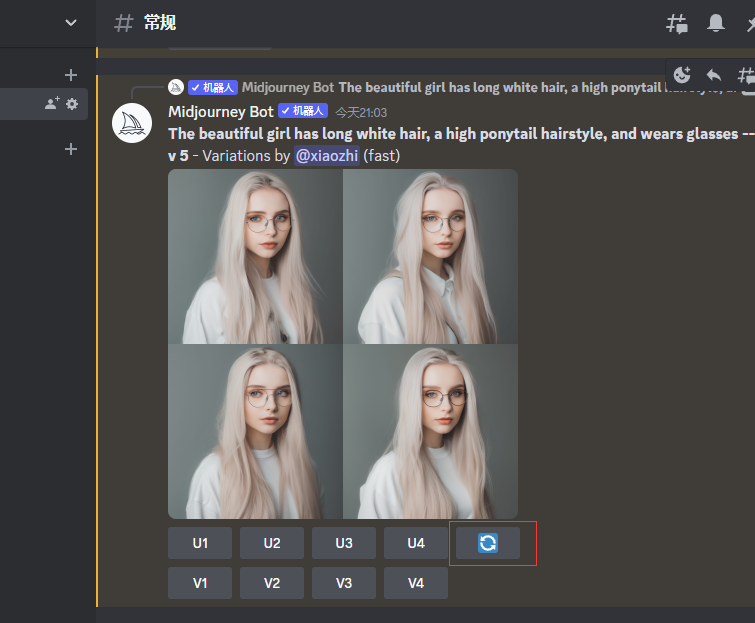 常规
机器人 Midjourney Bot The beautiful girl has long white hair, a high ponytail
Midjourney Bot 机器人 今天21:03
The beautiful girl has long white hair, a high ponytail hairstyle, and wears glasses --
v 5 - Variations by @xiaozhi (fast)
U1 U2 U3 U4
V1 V2 V3 V4